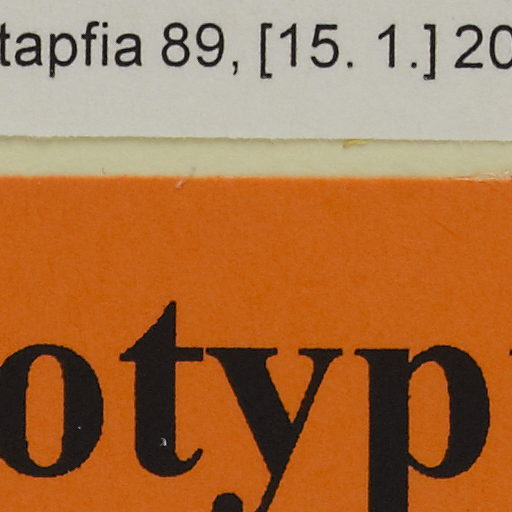 tapfia 89, [15. 1.] 20
otyp